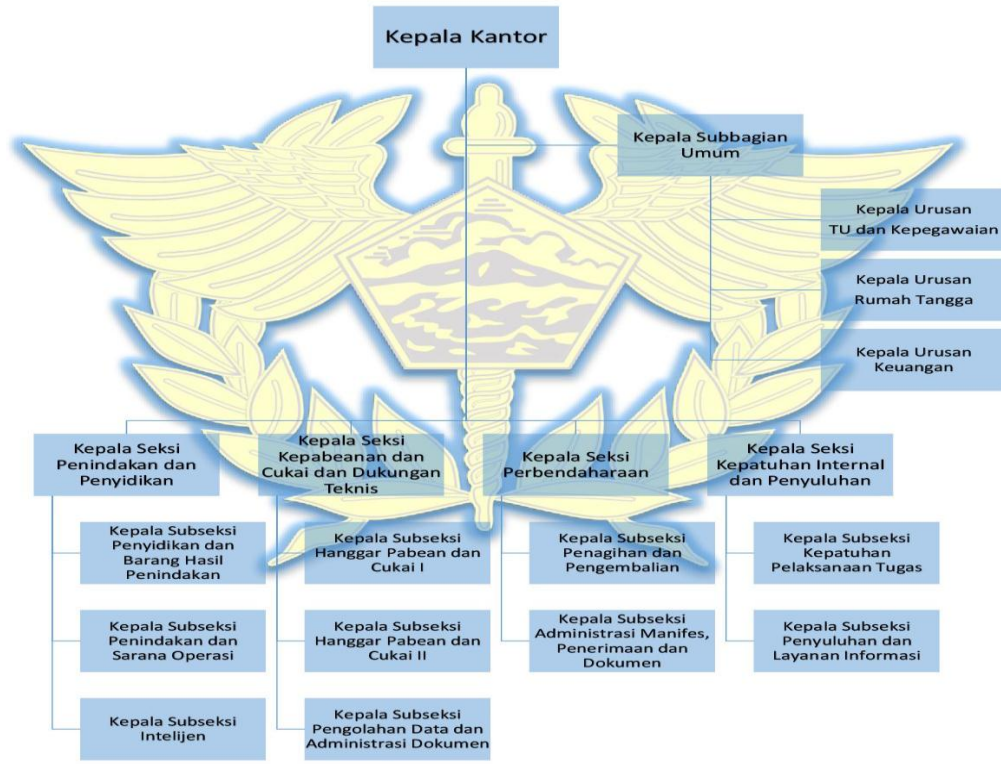 Kepala Kantor
Kepala Subbagian
Umum
Kepala Urusan
TU dan Kepegawaian
Kepala Urusan
Rumah Tangga
Kepala Urusan
Keuangan
Kepala Seksi
Penindakan dan
Penyidikan
Kepala Seksi
Kepabeanan dan
Cukai dan Dukungan
Teknis
Kepala Seksi
Perbendaharaan
Kepala Seksi
Kepatuhan Internal
dan Penyuluhan
Kepala Subseksi
Penyidikan dan
Barang Hasil
Penindakan
Kepala Subseksi
Hanggar Pabean dan
Cukai I
Kepala Subseksi
Penagihan dan
Pengembalian
Kepala Subseksi
Kepatuhan
Pelaksanaan Tugas
Kepala Subseksi
Penindakan dan
Sarana Operasi
Kepala Subseksi
Hanggar Pabean dan
Cukai II
Kepala Subseksi
Administrasi Manifes,
Penerimaan dan
Dokumen
Kepala Subseksi
Penyuluhan dan
Layanan Informasi
Kepala Subseksi
Intelijen
Kepala Subseksi
Pengolahan Data dan
Administrasi Dokumen